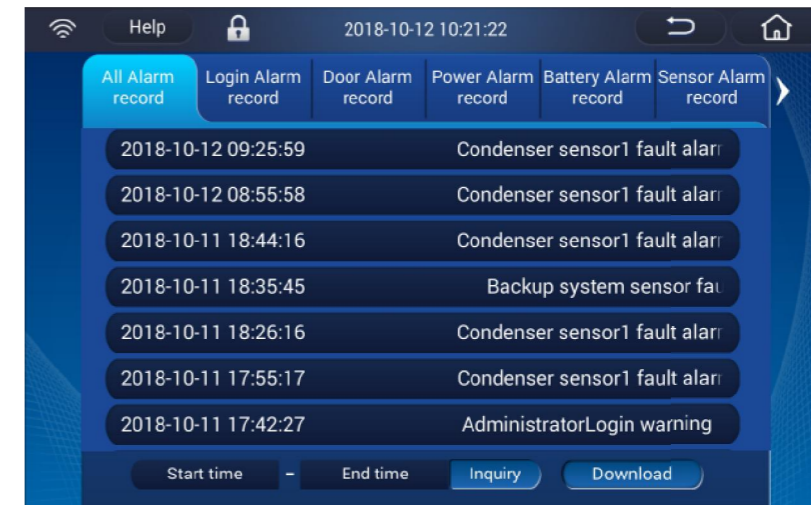 Help 2018-10-12 10:21:22
All Alarm record
Login Alarm record
Door Alarm record
Power Alarm record
Battery Alarm record
Sensor Alarm record
2018-10-12 09:25:59 Condenser sensor1 fault alar
2018-10-12 08:55:58 Condenser sensor1 fault alar
2018-10-11 18:44:16 Condenser sensor1 fault alar
2018-10-11 18:35:45 Backup system sensor fau
2018-10-11 18:26:16 Condenser sensor1 fault alar
2018-10-11 17:55:17 Condenser sensor1 fault alar
2018-10-11 17:42:27 AdministratorLogin warning
Start time – End time Inquiry Download